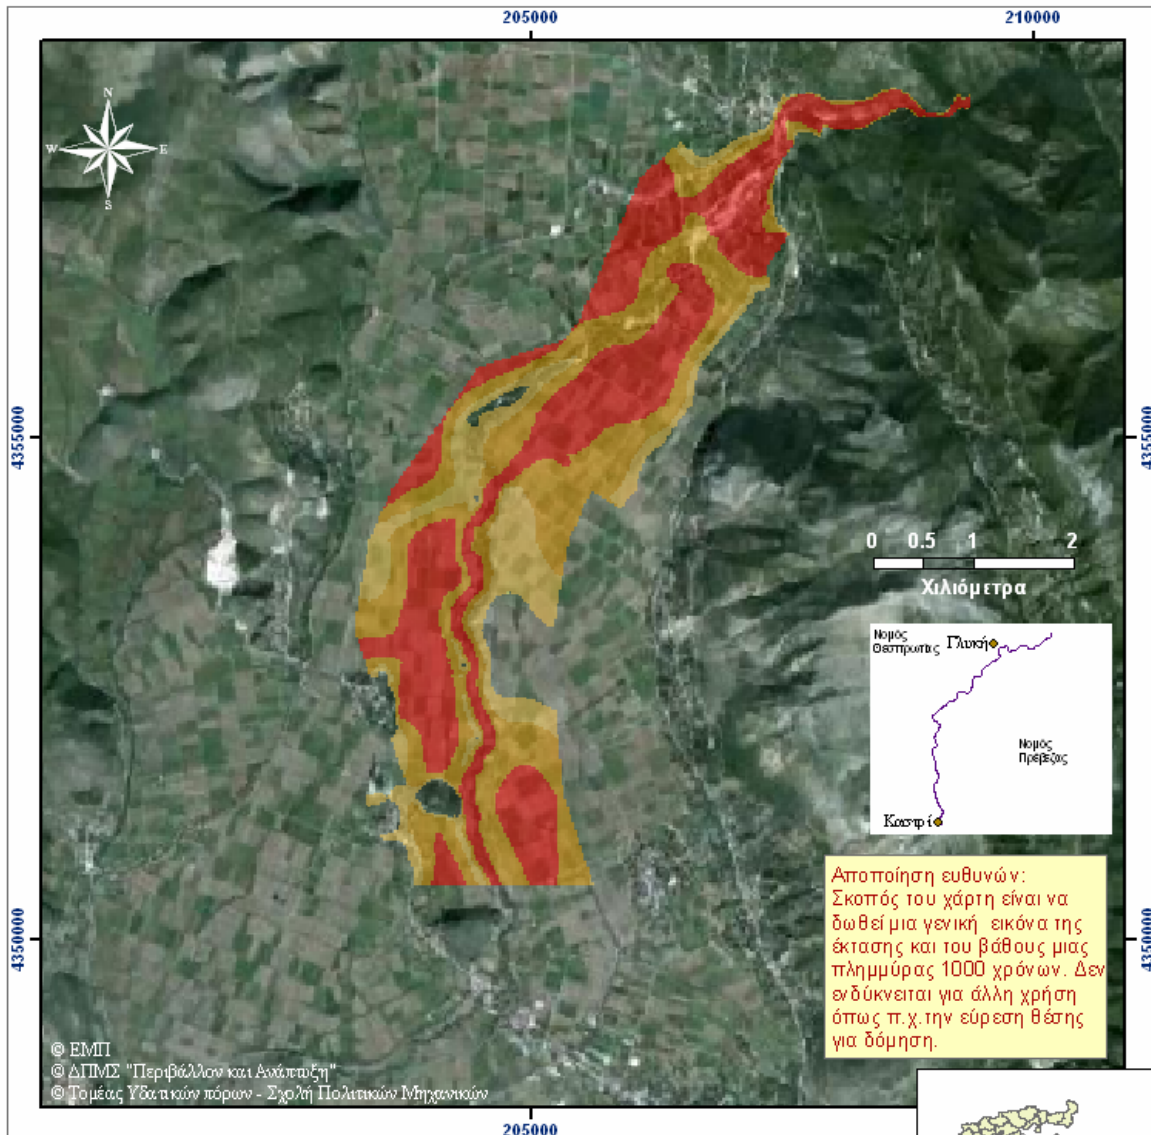 205000
210000
N
W
E
S
4355000
4355000
0 0.5 1 2
Χιλιόμετρα
Νομός
Θεσπρωτίας
Γλυκή
Νομός
Πρέβεζας
Καστρί
Αποποίηση ευθυνών:
Σκοπός του χάρτη είναι να
δωθεί μια γενική εικόνα της
έκτασης και του βάθους μιας
πλημμύρας 1000 χρόνων. Δεν
ενδύκνειται για άλλη χρήση
όπως π.χ.την εύρεση θέσης
για δόμηση.
4350000
4350000
© ΕΜΠ
© ΔΠΜΣ "Περιβάλλον και Ανάπτυξη"
© Τομέας Υδατικών πόρων - Σχολή Πολιτικών Μηχανικών
205000